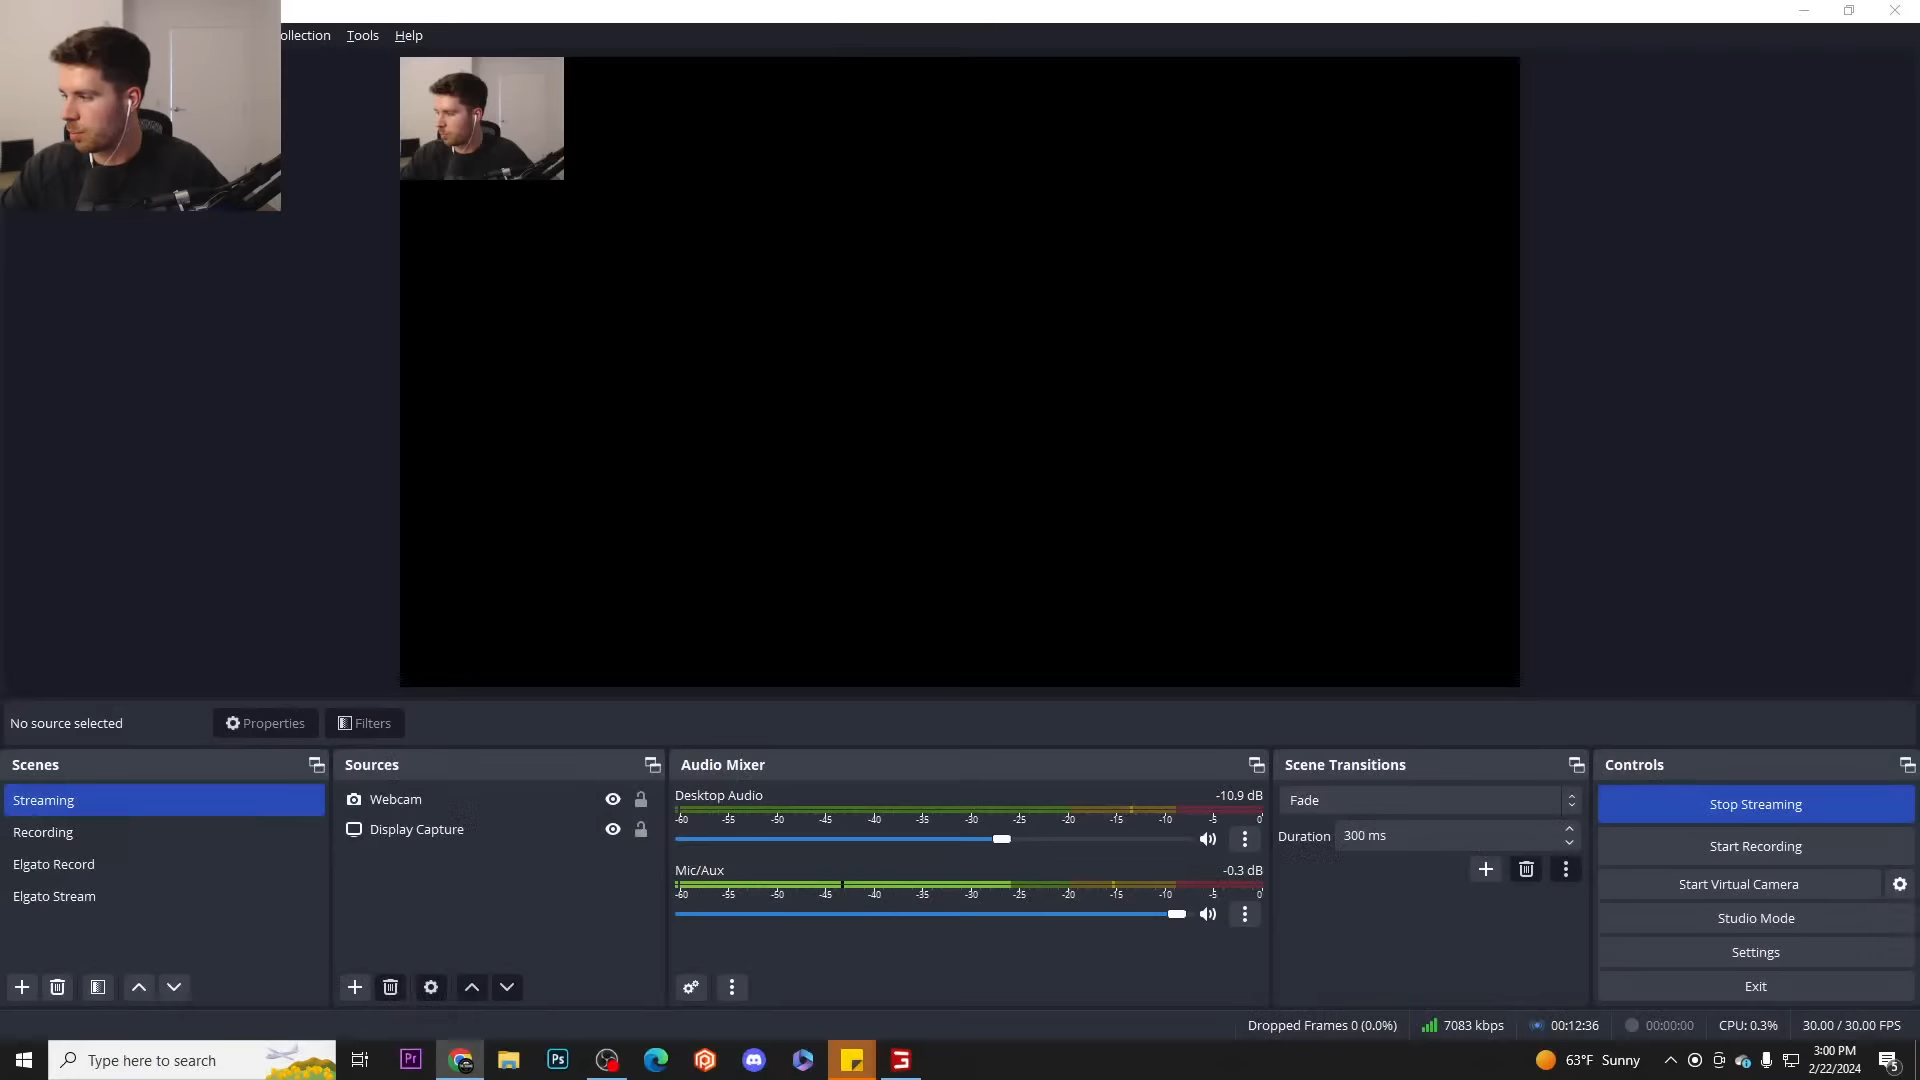 ollection Tools Help
No source selected Properties Filters
Scenes
Streaming
Recording
Elgato Record
Elgato Stream
Sources
Webcam
Display Capture
Audio Mixer
Desktop Audio -10.9 dB
-60 -55 -50 -45 -40 -35 -30 -25 -20 -15 -10 -5 0
Mic/Aux -0.3 dB
-60 -55 -50 -45 -40 -35 -30 -25 -20 -15 -10 -5 0
Scene Transitions
Fade
Duration 300 ms
Controls
Stop Streaming
Start Recording
Start Virtual Camera
Studio Mode
Settings
Exit
Dropped Frames 0 (0.0%) 7083 kbps 00:12:36 00:00:00 CPU: 0.3% 30.00 / 30.00 FPS
Type here to search Pr Ps 63°F Sunny
3:00 PM
2/22/2024
5